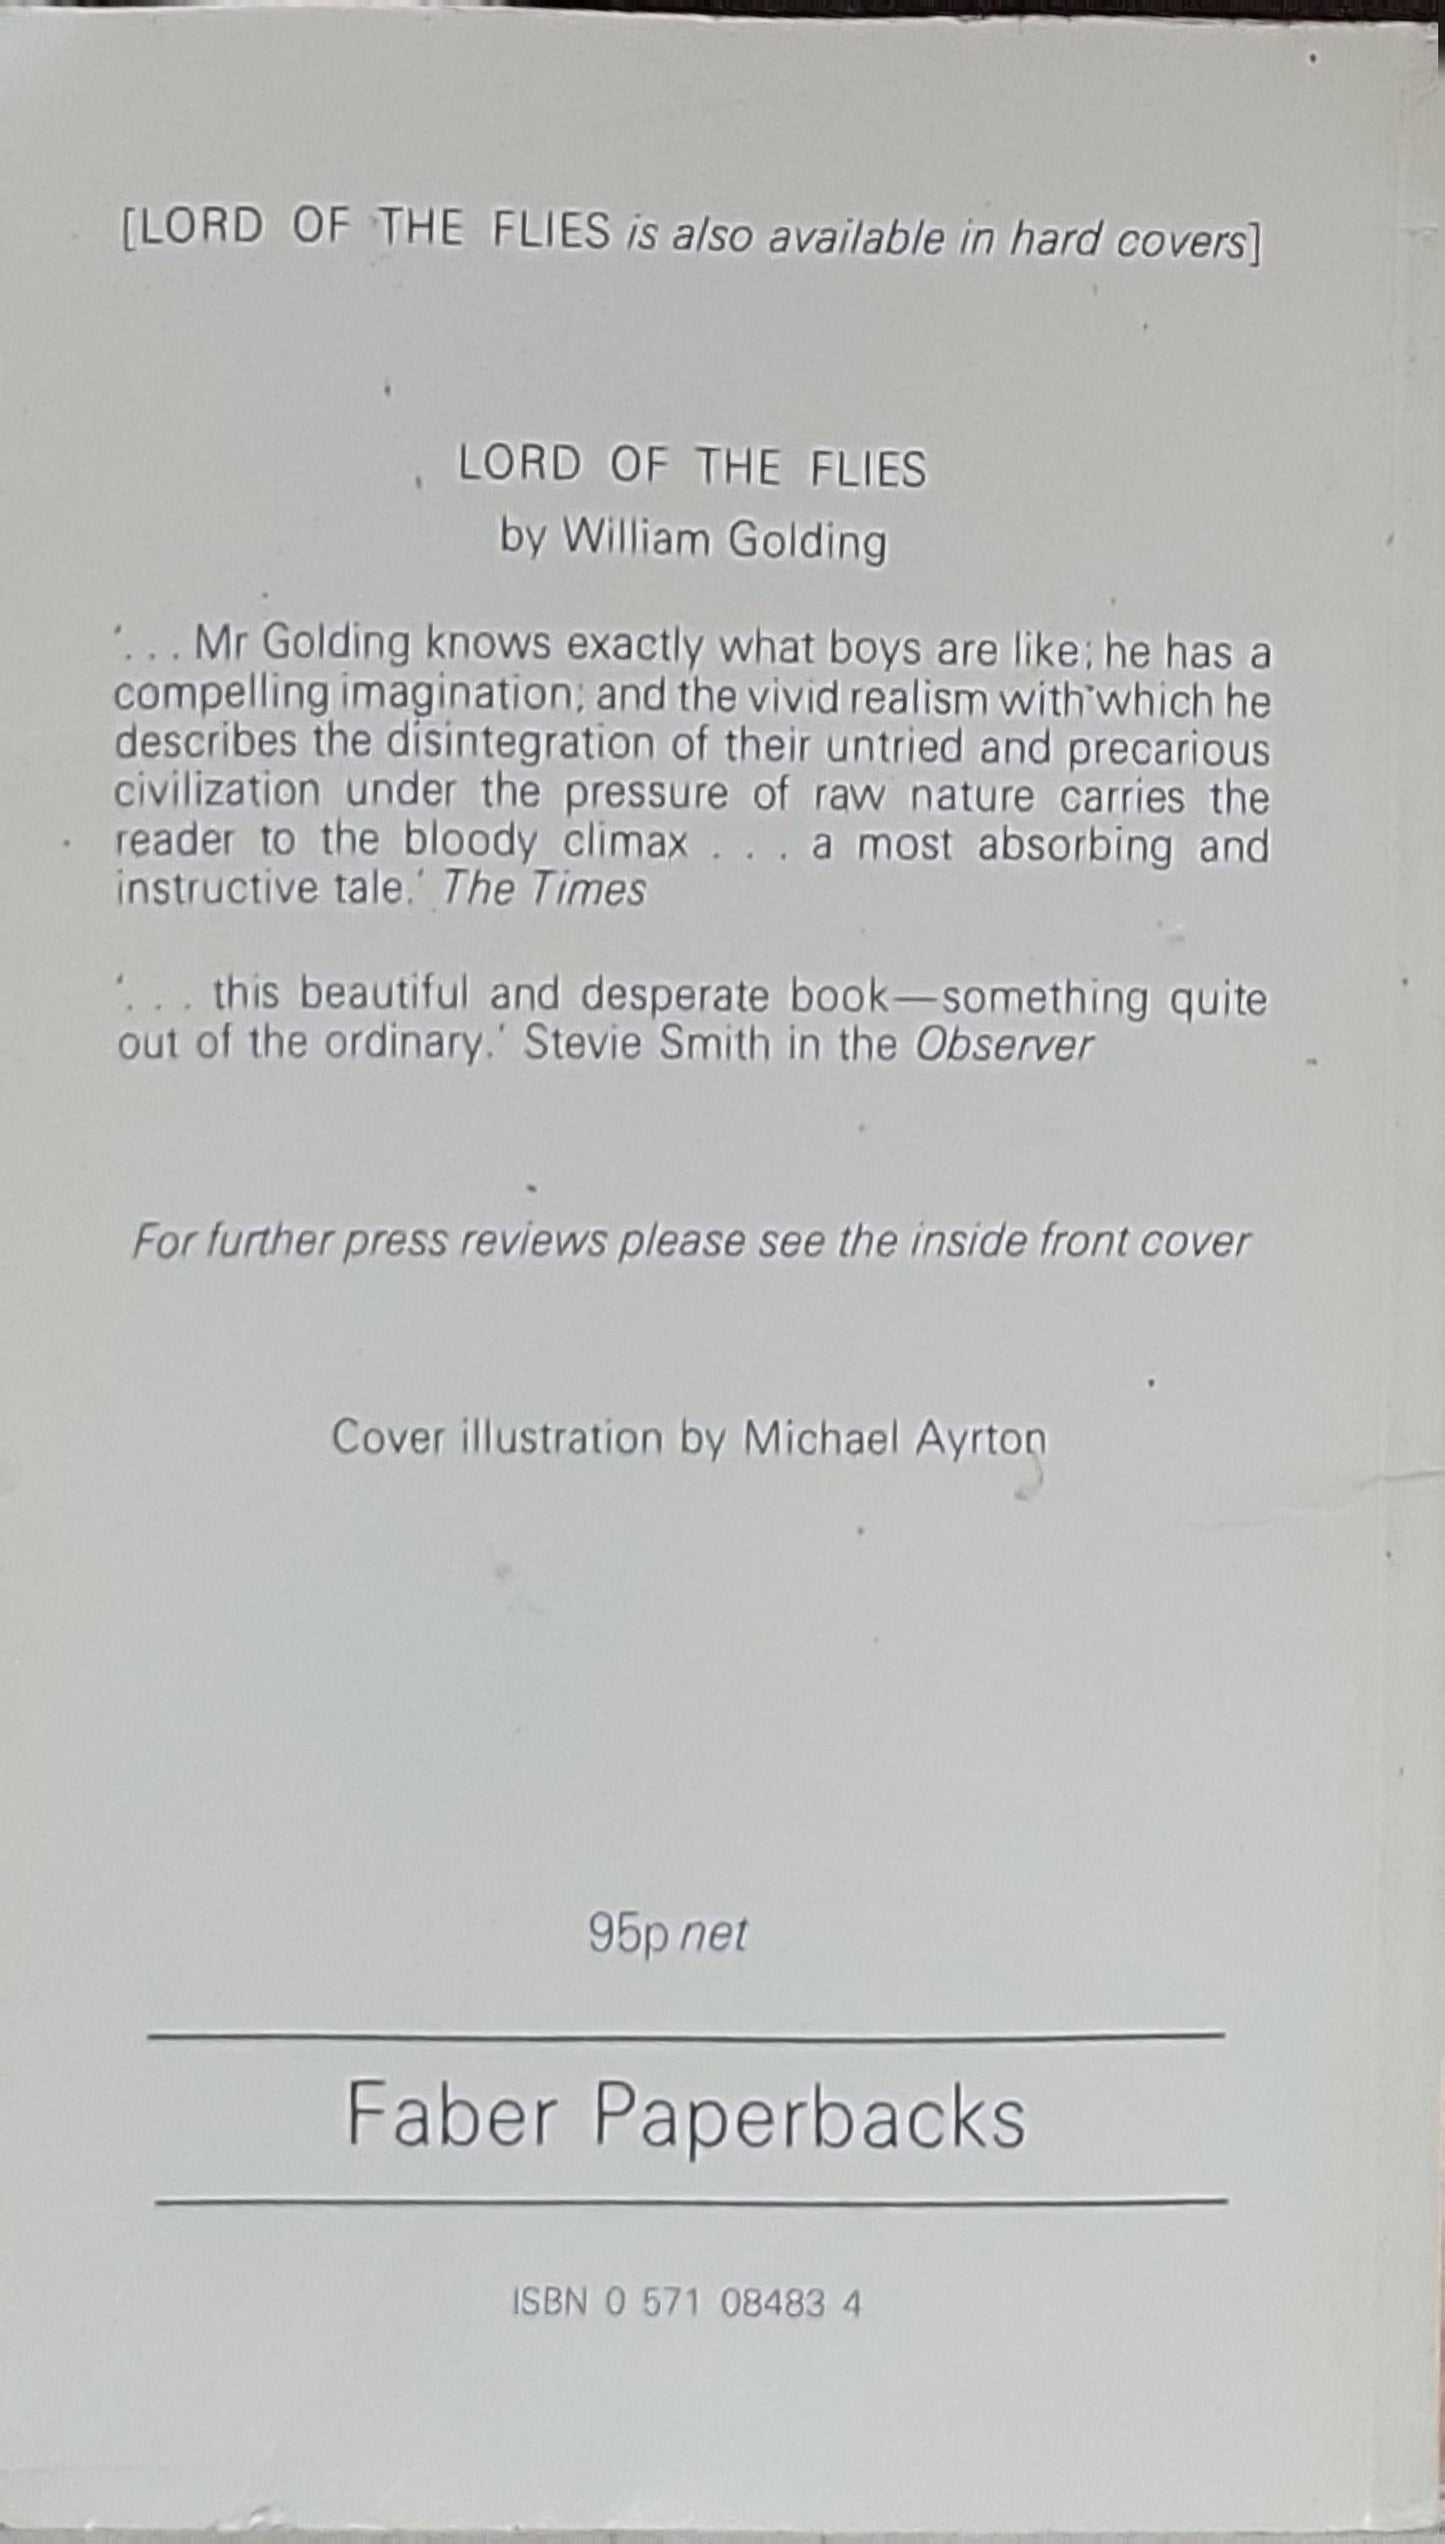 [LORD OF THE FLIES is also available in hard covers]
LORD OF THE FLIES
by William Golding
‘. . . Mr Golding knows exactly what boys are like; he has a
compelling imagination; and the vivid realism with which he
describes the disintegration of their untried and precarious
civilization under the pressure of raw nature carries the
reader to the bloody climax . . . a most absorbing and
instructive tale.’ The Times
‘. . . this beautiful and desperate book—something quite
out of the ordinary.’ Stevie Smith in the Observer
For further press reviews please see the inside front cover
Cover illustration by Michael Ayrton
95p net
Faber Paperbacks
ISBN 0 571 08483 4